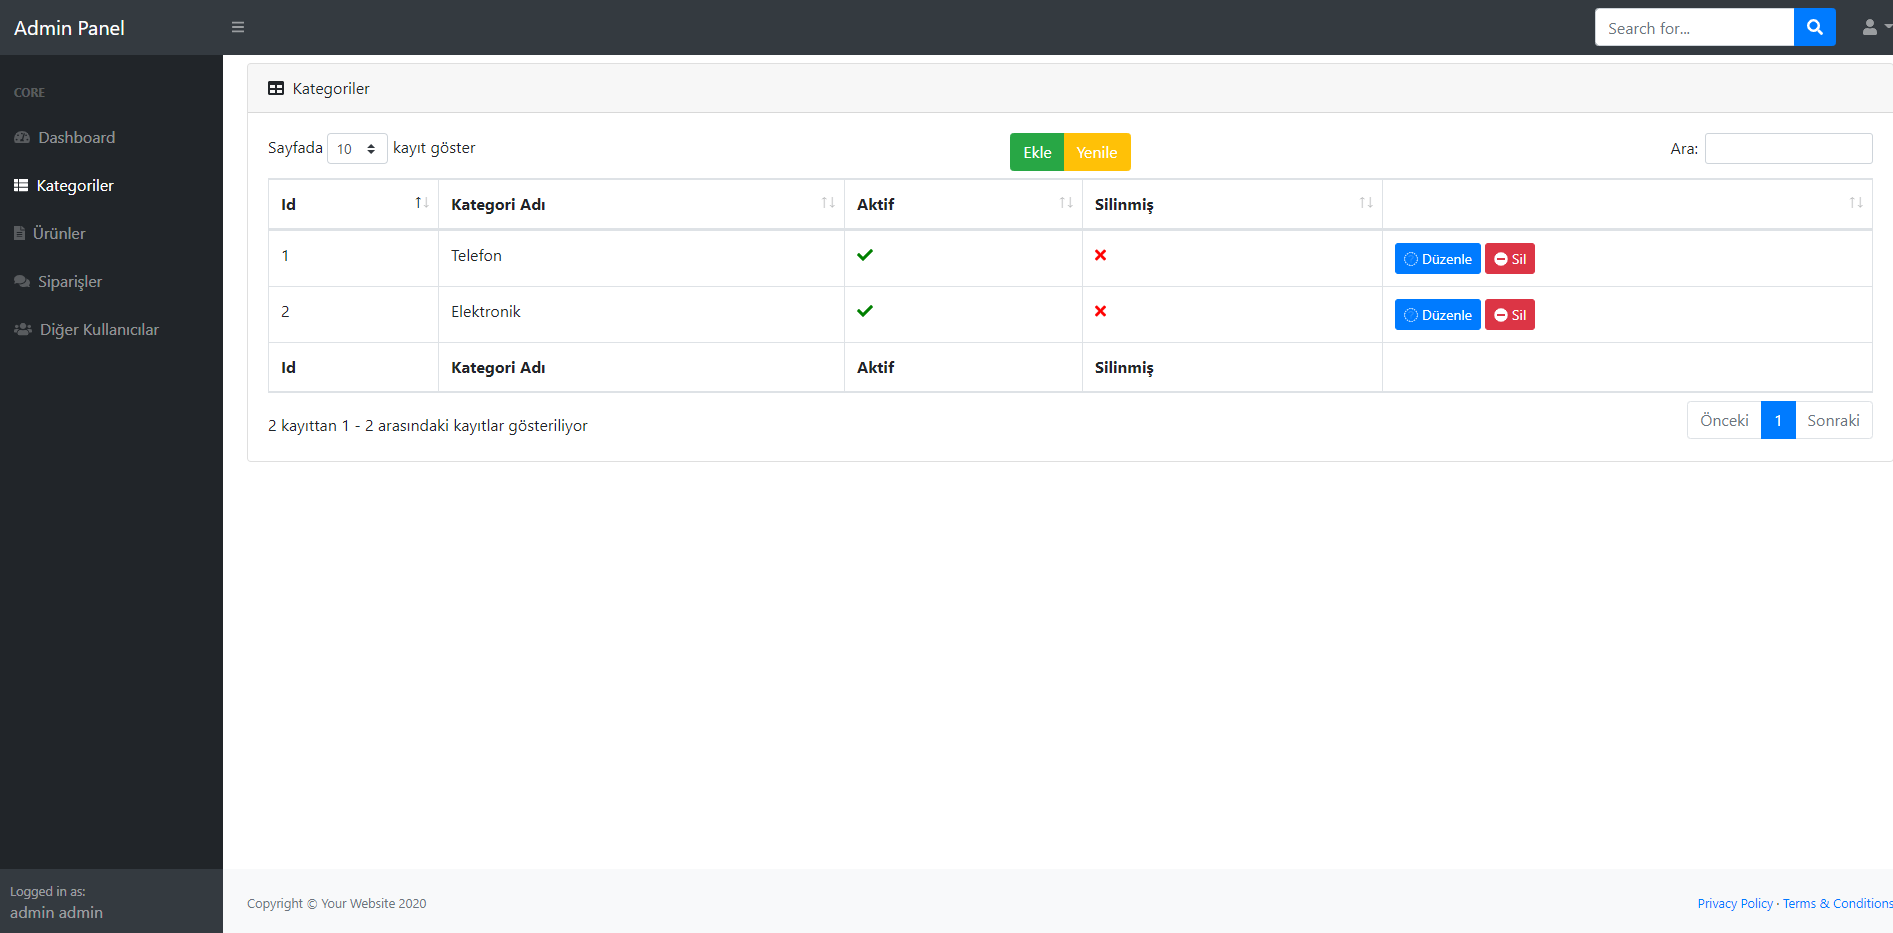 Admin Panel
Search for...
CORE
Dashboard
Kategoriler
Ürünler
Siparişler
Diğer Kullanıcılar
Logged in as:
admin admin
Kategoriler
Sayfada 10 kayıt göster
Ekle Yenile
Ara:
Id Kategori Adı Aktif Silinmiş
1 Telefon Düzenle Sil
2 Elektronik Düzenle Sil
Id Kategori Adı Aktif Silinmiş
2 kayıttan 1 - 2 arasındaki kayıtlar gösteriliyor
Önceki 1 Sonraki
Copyright © Your Website 2020
Privacy Policy · Terms & Conditions